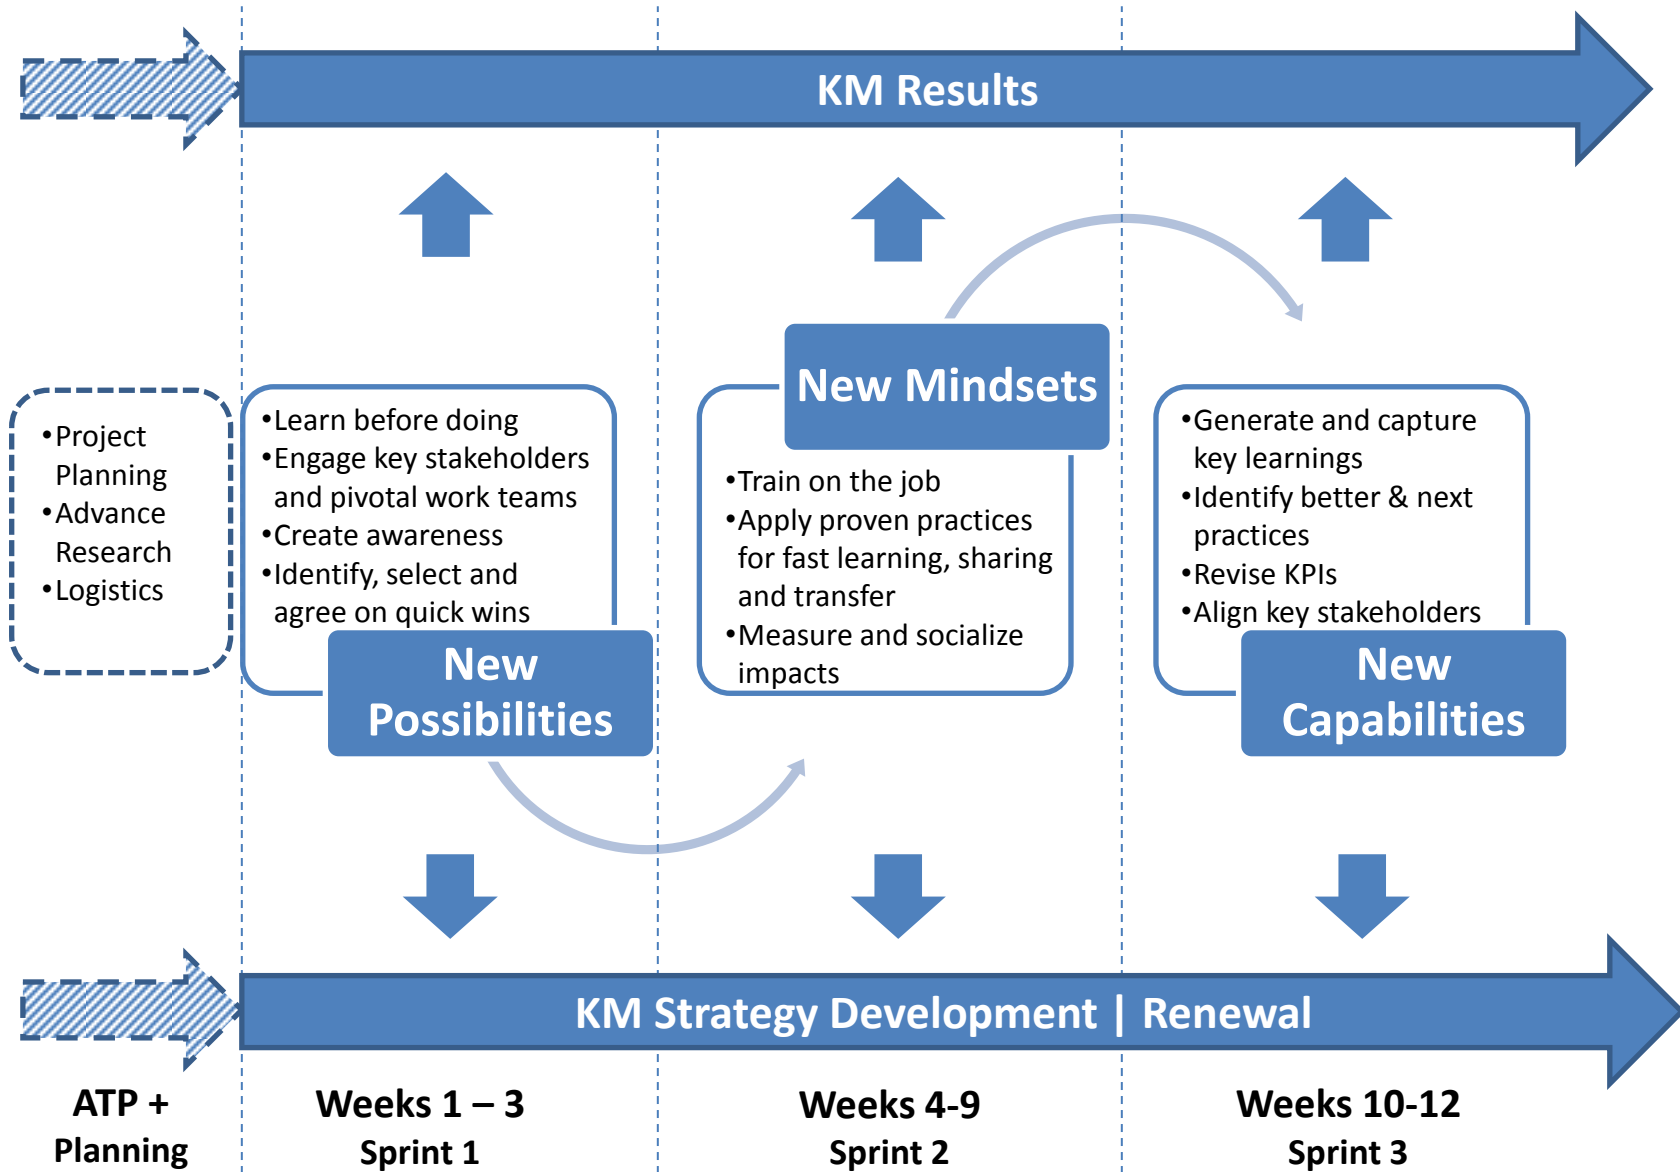 KM Results
•Project
Planning
•Advance
Research
•Logistics
•Learn before doing
•Engage key stakeholders
and pivotal work teams
•Create awareness
•Identify, select and
agree on quick wins
New
Possibilities
New Mindsets
•Train on the job
•Apply proven practices
for fast learning, sharing
and transfer
•Measure and socialize
impacts
•Generate and capture
key learnings
•Identify better & next
practices
•Revise KPIs
•Align key stakeholders
New
Capabilities
KM Strategy Development | Renewal
ATP +
Planning
Weeks 1 – 3
Sprint 1
Weeks 4-9
Sprint 2
Weeks 10-12
Sprint 3